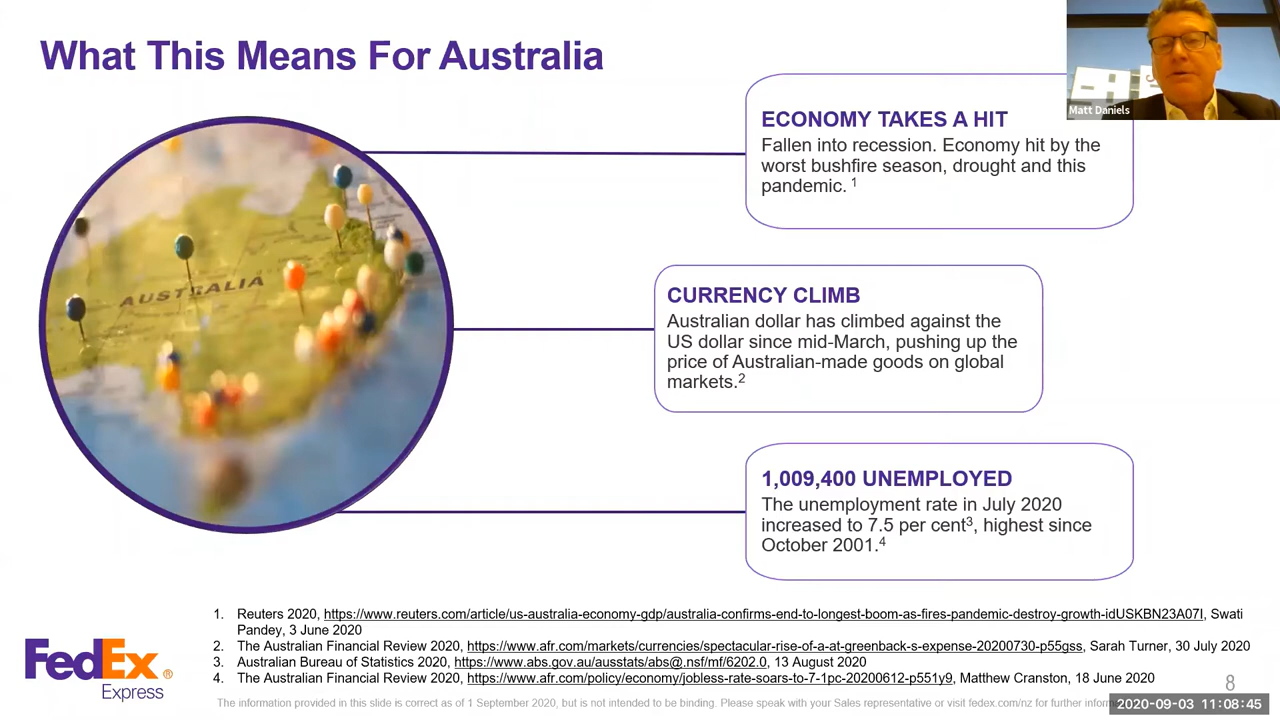 What This Means For Australia
Matt Daniels
ECONOMY TAKES A HIT
Fallen into recession. Economy hit by the
worst bushfire season, drought and this
pandemic. 1
AUSTRALIA
CURRENCY CLIMB
Australian dollar has climbed against the
US dollar since mid-March, pushing up the
price of Australian-made goods on global
markets.2
1,009,400 UNEMPLOYED
The unemployment rate in July 2020
increased to 7.5 per cent3, highest since
October 2001.4
1. Reuters 2020, https://www.reuters.com/article/us-australia-economy-gdp/australia-confirms-end-to-longest-boom-as-fires-pandemic-destroy-growth-idUSKBN23A07I, Swati
Pandey, 3 June 2020
2. The Australian Financial Review 2020, https://www.afr.com/markets/currencies/spectacular-rise-of-a-at-greenback-s-expense-20200730-p55gss, Sarah Turner, 30 July 2020
3. Australian Bureau of Statistics 2020, https://www.abs.gov.au/ausstats/abs@.nsf/mf/6202.0, 13 August 2020
4. The Australian Financial Review 2020, https://www.afr.com/policy/economy/jobless-rate-soars-to-7-1pc-20200612-p551y9, Matthew Cranston, 18 June 2020
FedEx®
Express
8
The information provided in this slide is correct as of 1 September 2020, but is not intended to be binding. Please speak with your Sales representative or visit fedex.com/nz for further
2020-09-03 11:08:45